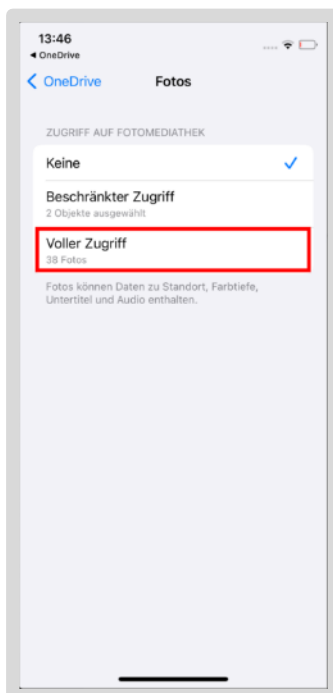 13:46
◀ OneDrive
OneDrive
Fotos
ZUGRIFF AUF FOTOMEDIATHEK
Keine
Beschränkter Zugriff
2 Objekte ausgewählt
Voller Zugriff
38 Fotos
Fotos können Daten zu Standort, Farbtiefe,
Untertitel und Audio enthalten.